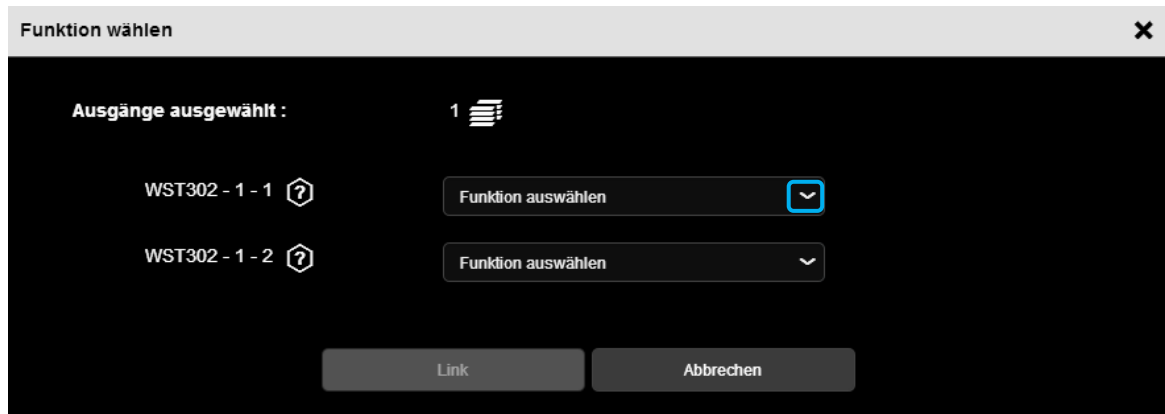 Funktion wählen
Ausgänge ausgewählt : 1
WST302 - 1 - 1 ? Funktion auswählen
WST302 - 1 - 2 ? Funktion auswählen
Link Abbrechen